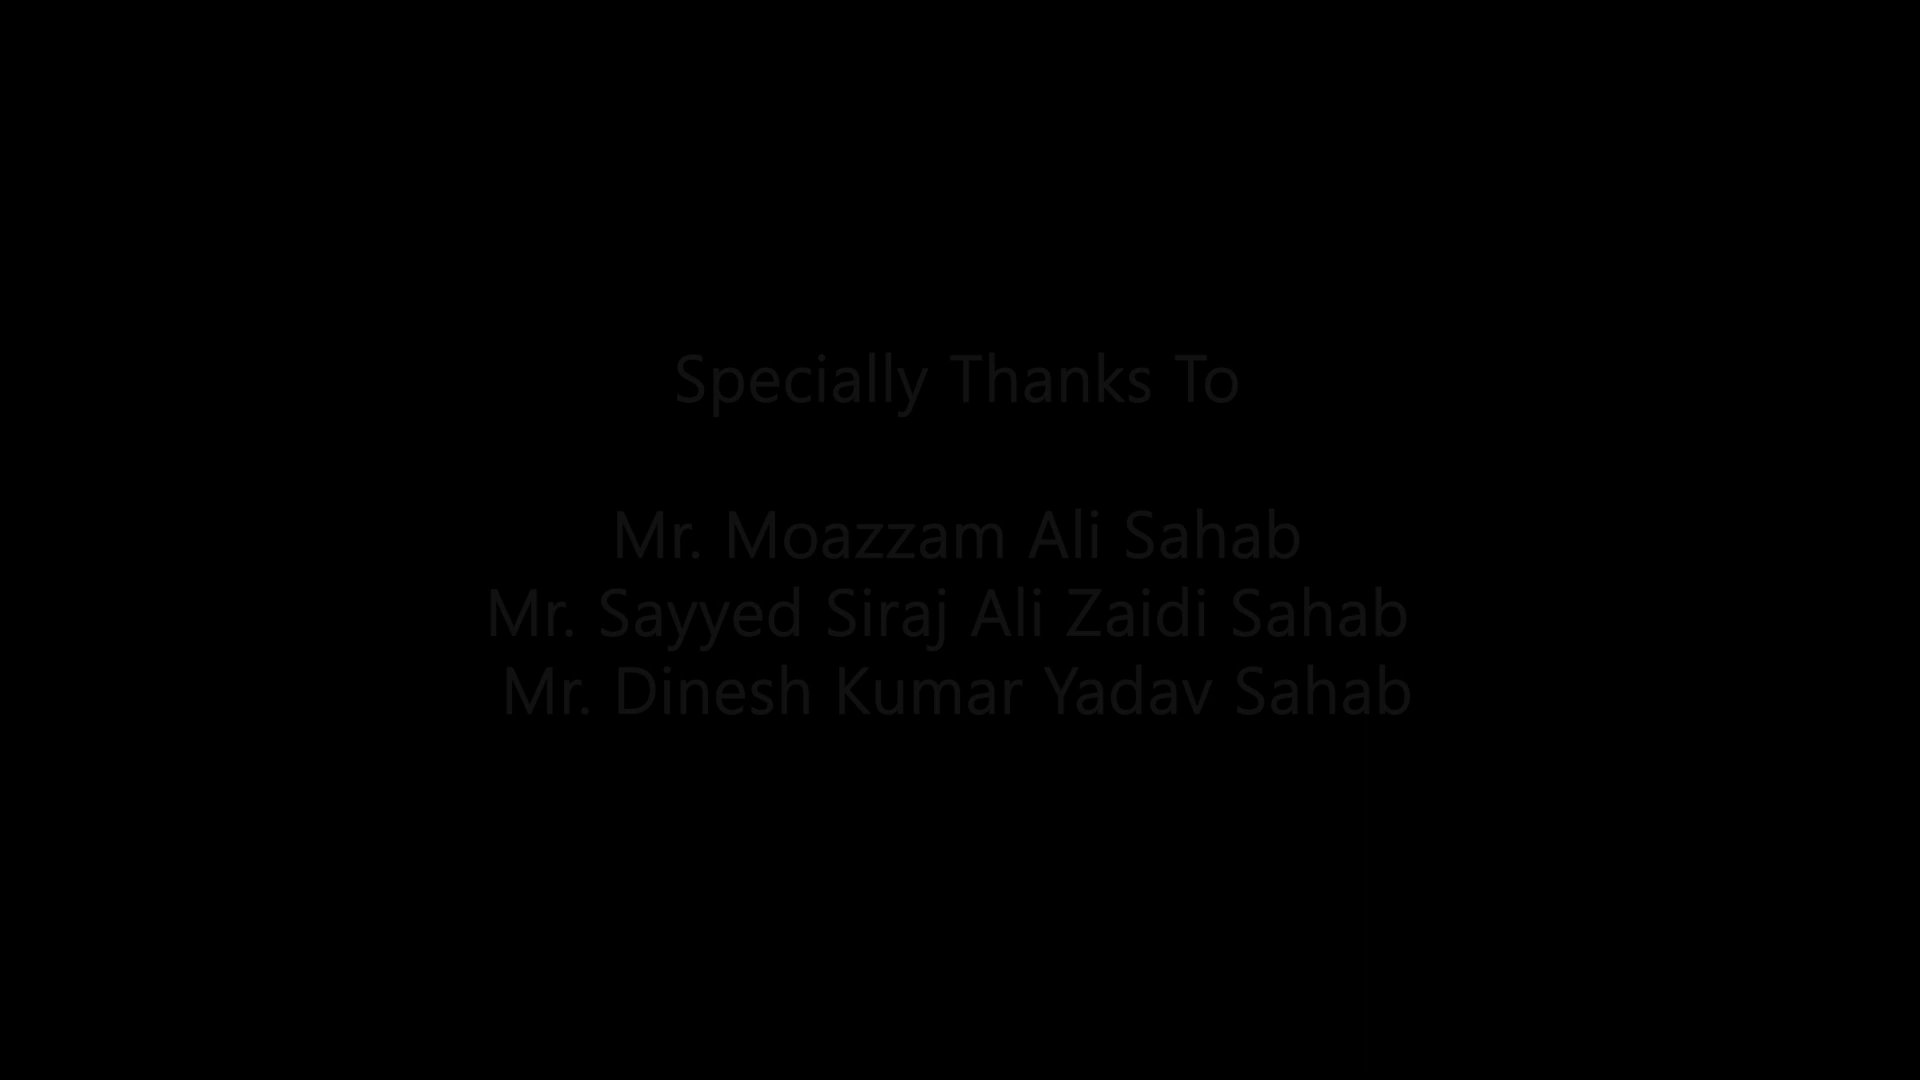 Specially Thanks To
Mr. Moazzam Ali Sahab
Mr. Sayyed Siraj Ali Zaidi Sahab
Mr. Dinesh Kumar Yadav Sahab